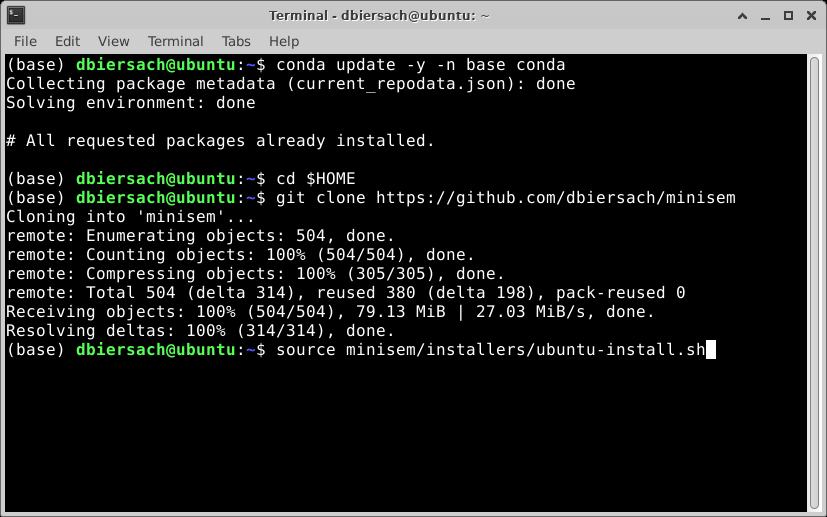 Terminal - dbiersach@ubuntu: ~
File Edit View Terminal Tabs Help
(base) dbiersach@ubuntu:~$ conda update -y -n base conda
Collecting package metadata (current_repodata.json): done
Solving environment: done
# All requested packages already installed.
(base) dbiersach@ubuntu:~$ cd $HOME
(base) dbiersach@ubuntu:~$ git clone https://github.com/dbiersach/minisem
Cloning into 'minisem'...
remote: Enumerating objects: 504, done.
remote: Counting objects: 100% (504/504), done.
remote: Compressing objects: 100% (305/305), done.
remote: Total 504 (delta 314), reused 380 (delta 198), pack-reused 0
Receiving objects: 100% (504/504), 79.13 MiB | 27.03 MiB/s, done.
Resolving deltas: 100% (314/314), done.
(base) dbiersach@ubuntu:~$ source minisem/installers/ubuntu-install.sh